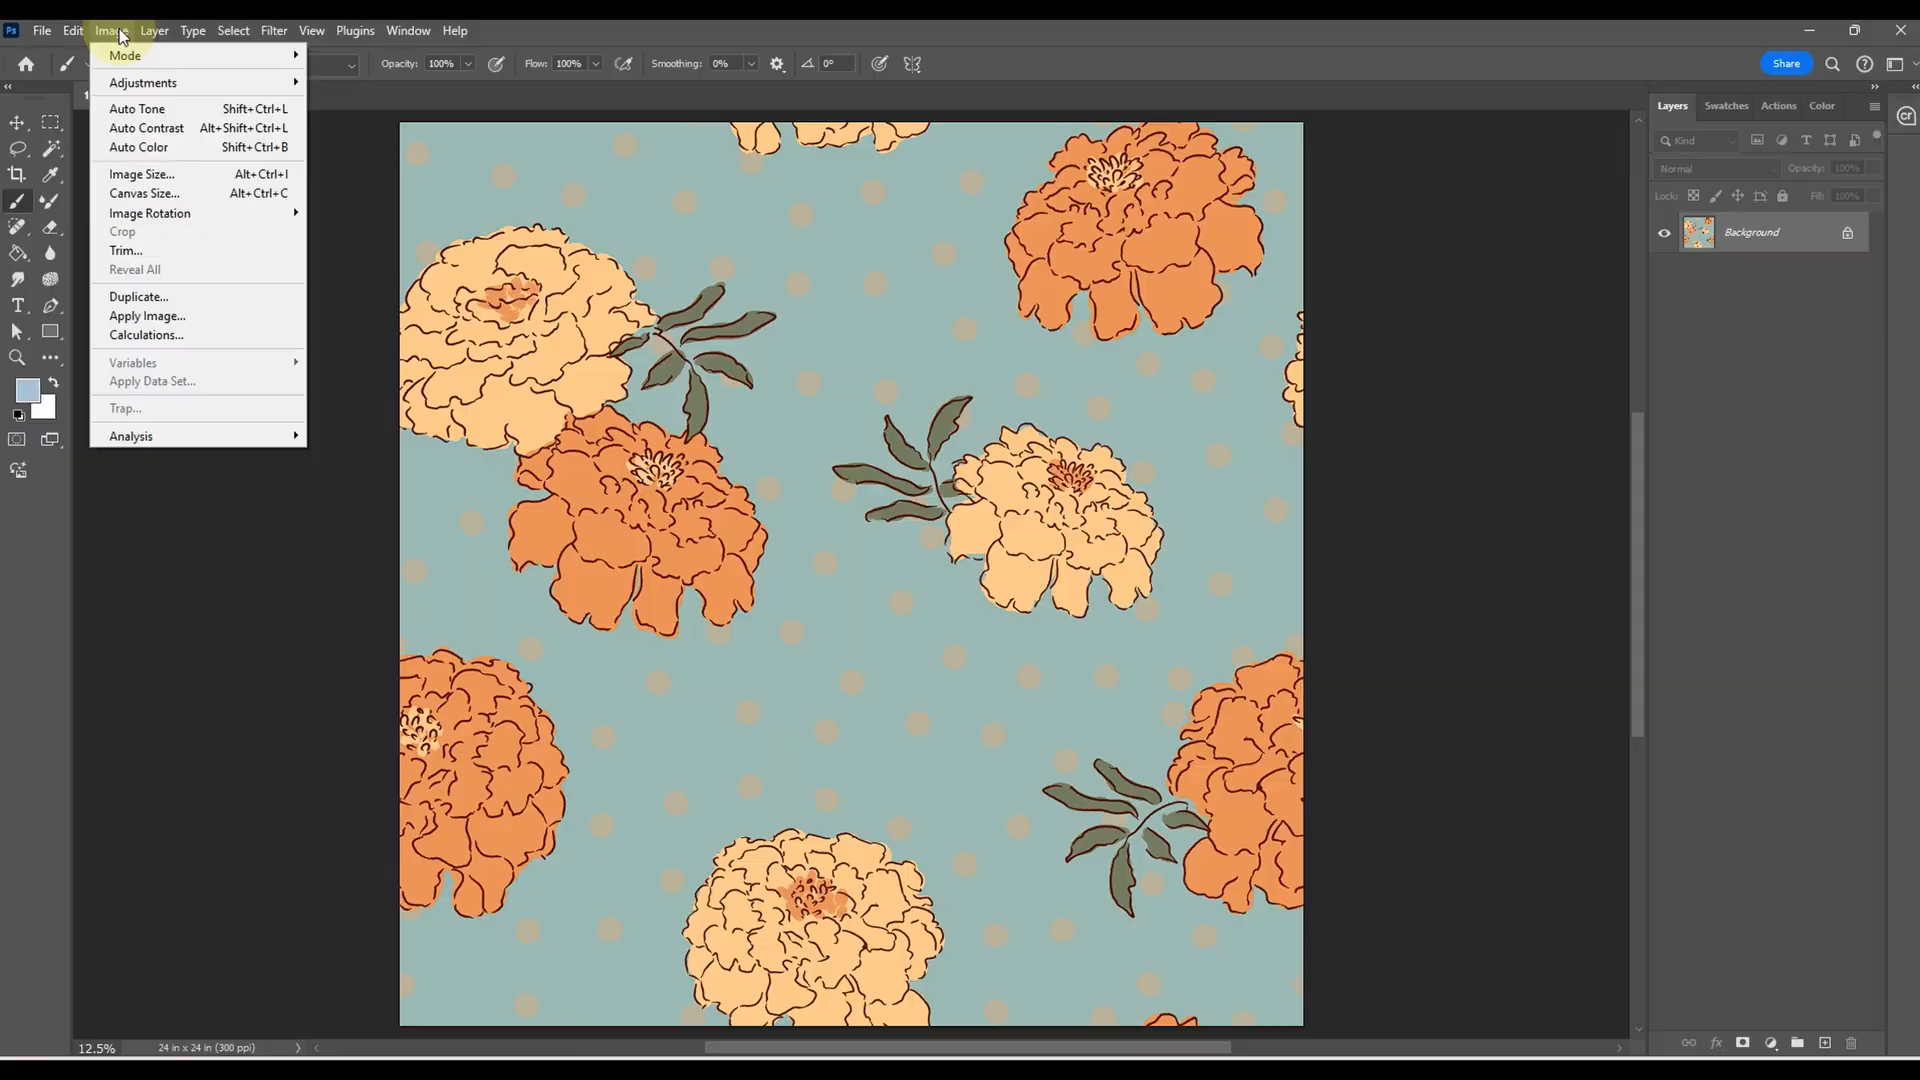 Ps File Edit Image Layer Type Select Filter View Plugins Window Help
Opacity: 100% Flow: 100% Smoothing: 0% 0° Share
Mode
Adjustments
Auto Tone Shift+Ctrl+L
Auto Contrast Alt+Shift+Ctrl+L
Auto Color Shift+Ctrl+B
Image Size... Alt+Ctrl+I
Canvas Size... Alt+Ctrl+C
Image Rotation
Crop
Trim...
Reveal All
Duplicate...
Apply Image...
Calculations...
Variables
Apply Data Set...
Trap...
Analysis
Layers Swatches Actions Color
Kind
Normal Opacity: 100%
Lock: Fill: 100%
Background
cr
fx
12.5% 24 in x 24 in (300 ppi)